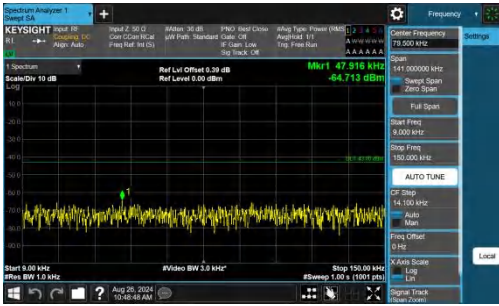 Spectrum Analyzer 1
Swept SA
Frequency
Settings
KEYSIGHT
Input: RF
Coupling: DC
Align: Auto
Input Z: 50 Ω
Corr CCorr RCal
Freq Ref: Int (S)
#Atten: 36 dB
µW Path: Standard
PNO: Best Close
Gate: Off
IF Gain: Low
Sig Track: Off
#Avg Type: Power (RMS)
Avg|Hold: 1/1
Trig: Free Run
1 2 3 4 5 6
A W W W W W
A A A A A A
1 Spectrum
Scale/Div 10 dB
Ref Lvl Offset 0.39 dB
Ref Level 0.00 dBm
Mkr1 47.916 kHz
-64.713 dBm
Log
1
Start 9.00 kHz
#Res BW 1.0 kHz
#Video BW 3.0 kHz*
Stop 150.00 kHz
#Sweep 1.00 s (1001 pts)
Aug 26, 2024
10:48:48 AM
Center Frequency
79.500 kHz
Span
141.000000 kHz
Swept Span
Zero Span
Full Span
Start Freq
9.000 kHz
Stop Freq
150.000 kHz
AUTO TUNE
CF Step
14.100 kHz
Auto
Man
Freq Offset
0 Hz
X Axis Scale
Log
Lin
Signal Track
(Span Zoom)
Local